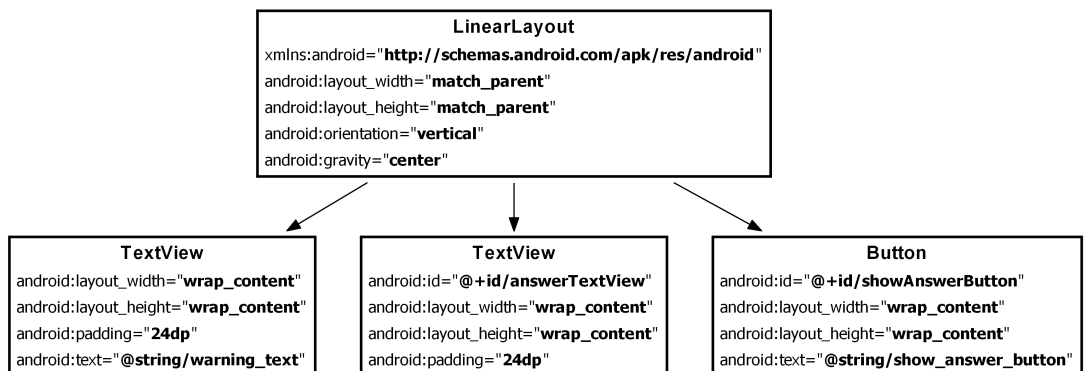 LinearLayout
xmlns:android="http://schemas.android.com/apk/res/android"
android:layout_width="match_parent"
android:layout_height="match_parent"
android:orientation="vertical"
android:gravity="center"
TextView
android:layout_width="wrap_content"
android:layout_height="wrap_content"
android:padding="24dp"
android:text="@string/warning_text"
TextView
android:id="@+id/answerTextView"
android:layout_width="wrap_content"
android:layout_height="wrap_content"
android:padding="24dp"
Button
android:id="@+id/showAnswerButton"
android:layout_width="wrap_content"
android:layout_height="wrap_content"
android:text="@string/show_answer_button"